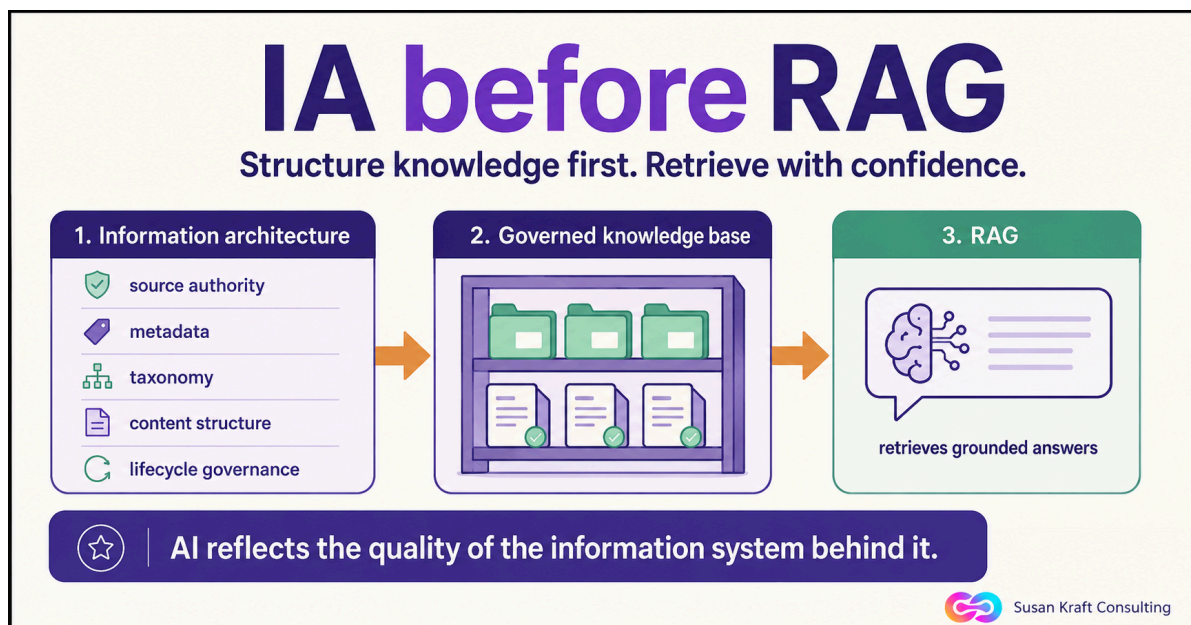 IA before RAG
Structure knowledge first. Retrieve with confidence.
1. Information architecture
source authority
metadata
taxonomy
content structure
lifecycle governance
2. Governed knowledge base
3. RAG
retrieves grounded answers
AI reflects the quality of the information system behind it.
Susan Kraft Consulting